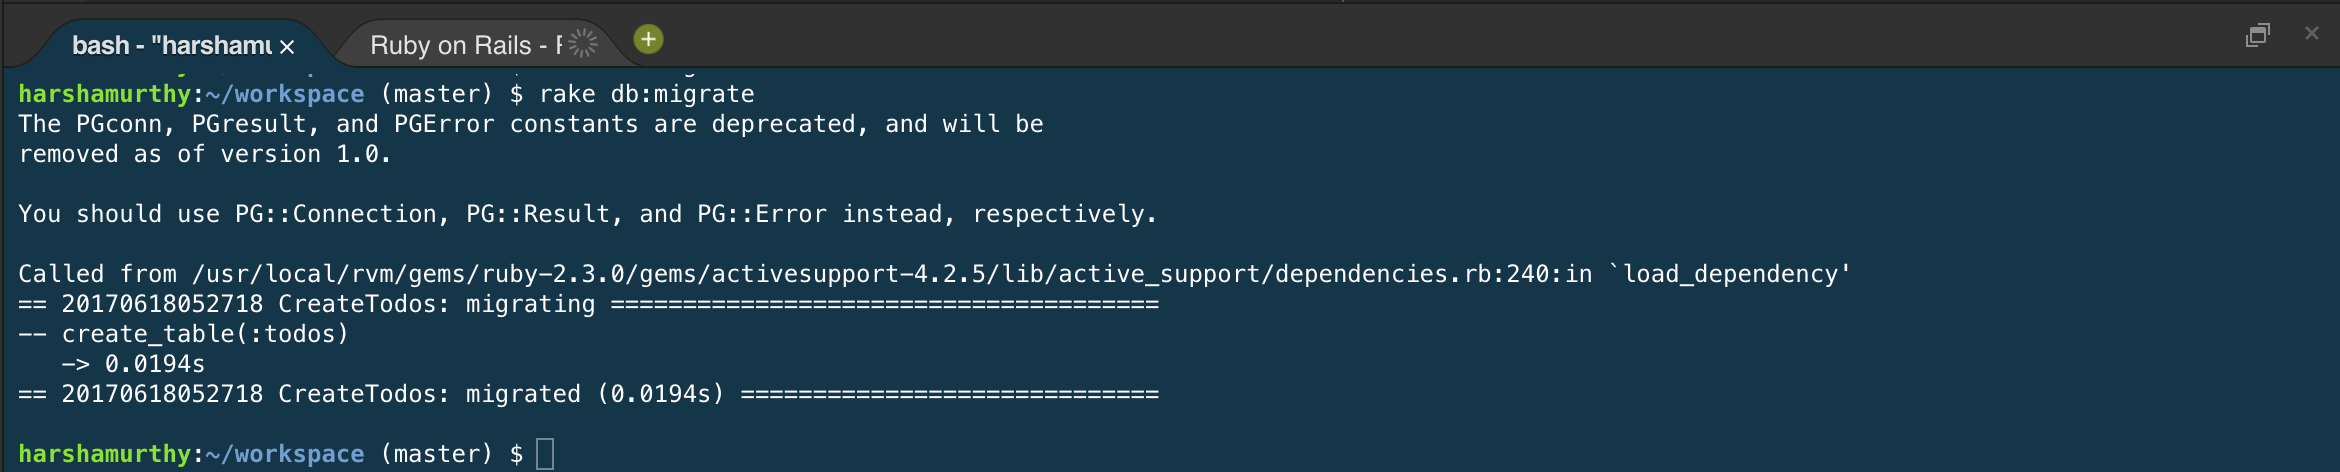 bash - "harshamu × Ruby on Rails - +
harshamurthy:~/workspace (master) $ rake db:migrate
The PGconn, PGresult, and PGError constants are deprecated, and will be
removed as of version 1.0.
You should use PG::Connection, PG::Result, and PG::Error instead, respectively.
Called from /usr/local/rvm/gems/ruby-2.3.0/gems/activesupport-4.2.5/lib/active_support/dependencies.rb:240:in `load_dependency'
== 20170618052718 CreateTodos: migrating ======================================
-- create_table(:todos)
   -> 0.0194s
== 20170618052718 CreateTodos: migrated (0.0194s) =============================
harshamurthy:~/workspace (master) $